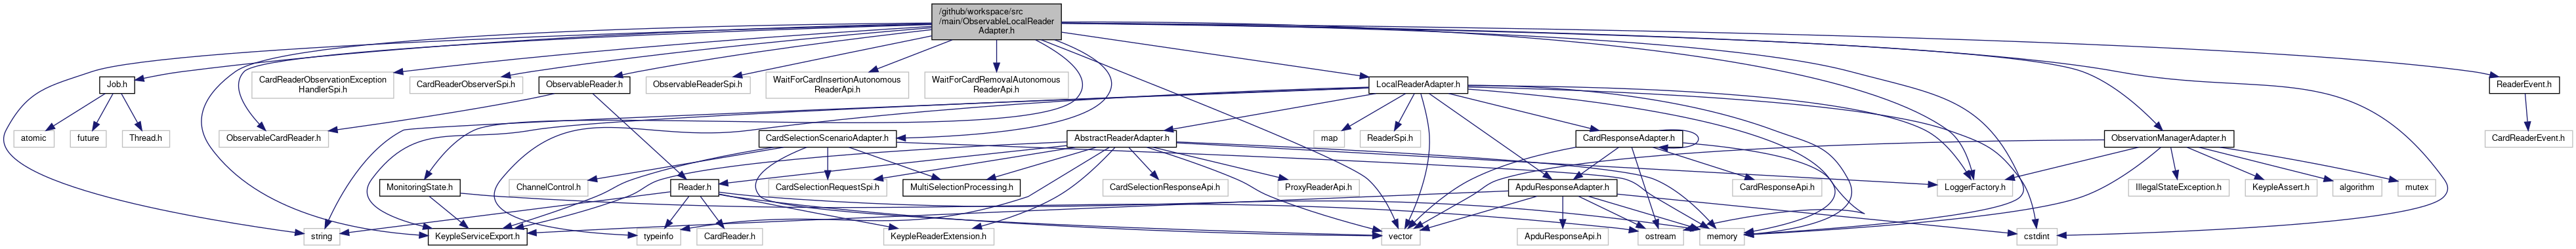 /github/workspace/src
/main/ObservableLocalReader
Adapter.h
Job.h
CardReaderObservationException
HandlerSpi.h
CardReaderObserverSpi.h
ObservableReader.h
ObservableReaderSpi.h
WaitForCardInsertionAutonomous
ReaderApi.h
WaitForCardRemovalAutonomous
ReaderApi.h
LocalReaderAdapter.h
ReaderEvent.h
atomic
future
Thread.h
ObservableCardReader.h
CardSelectionScenarioAdapter.h
AbstractReaderAdapter.h
map
ReaderSpi.h
CardResponseAdapter.h
ObservationManagerAdapter.h
CardReaderEvent.h
MonitoringState.h
ChannelControl.h
Reader.h
CardSelectionRequestSpi.h
MultiSelectionProcessing.h
CardSelectionResponseApi.h
ProxyReaderApi.h
ApduResponseAdapter.h
CardResponseApi.h
LoggerFactory.h
IllegalStateException.h
KeypleAssert.h
algorithm
mutex
string
KeypleServiceExport.h
typeinfo
CardReader.h
KeypleReaderExtension.h
vector
ApduResponseApi.h
ostream
memory
cstdint